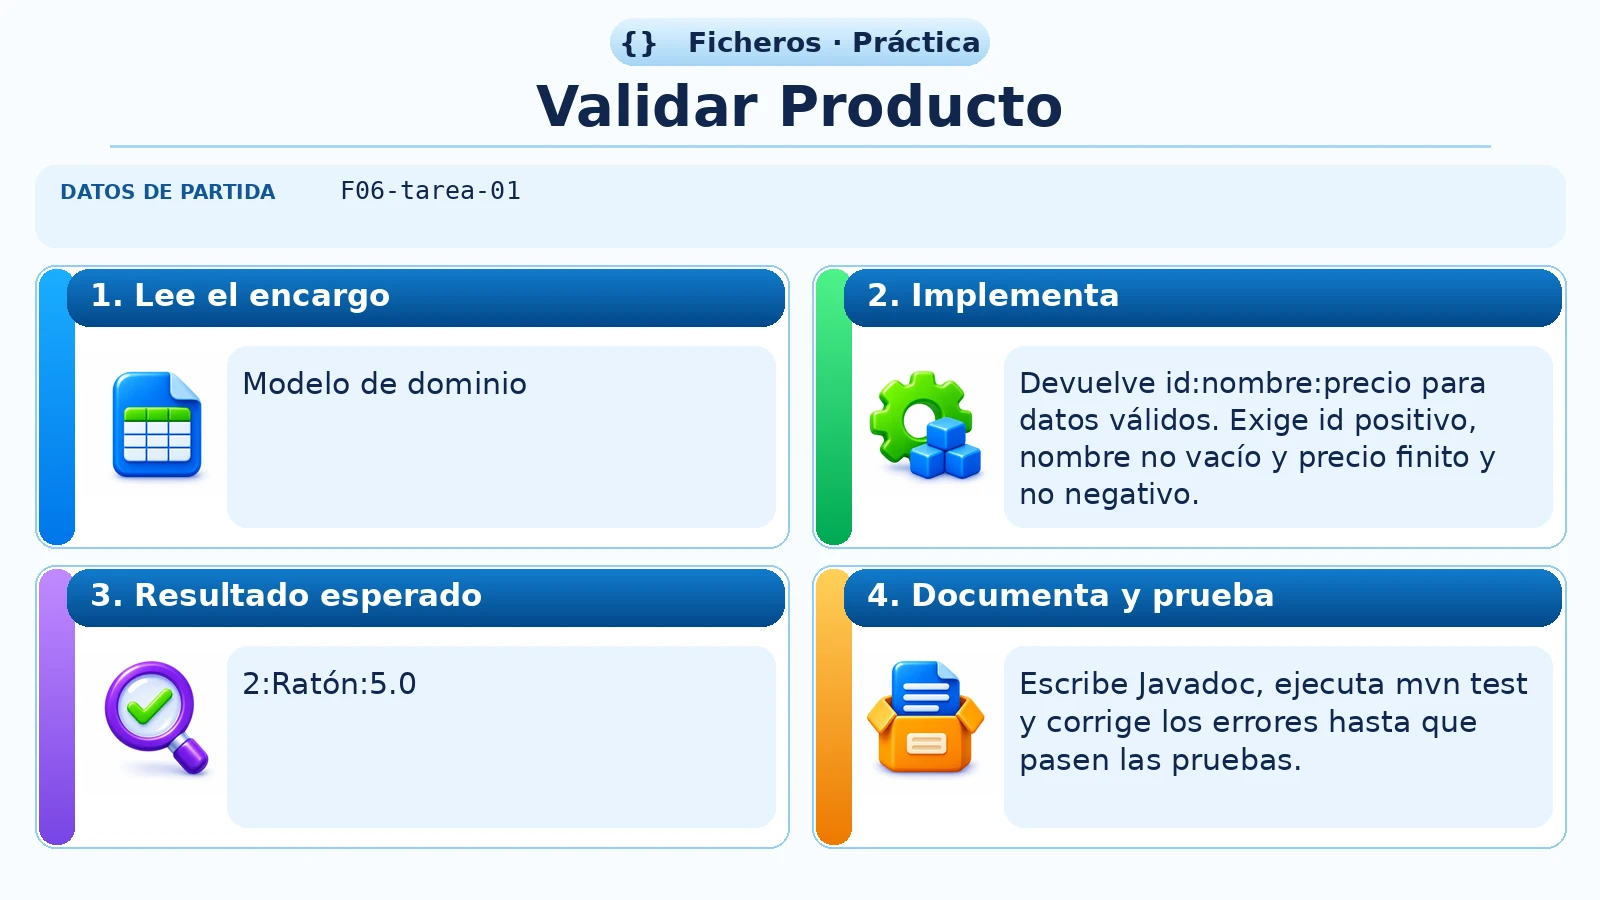 {} Ficheros · Práctica
Validar Producto
DATOS DE PARTIDA F06-tarea-01
1. Lee el encargo
Modelo de dominio
2. Implementa
Devuelve id:nombre:precio para
datos válidos. Exige id positivo,
nombre no vacío y precio finito y
no negativo.
3. Resultado esperado
2:Ratón:5.0
4. Documenta y prueba
Escribe Javadoc, ejecuta mvn test
y corrige los errores hasta que
pasen las pruebas.